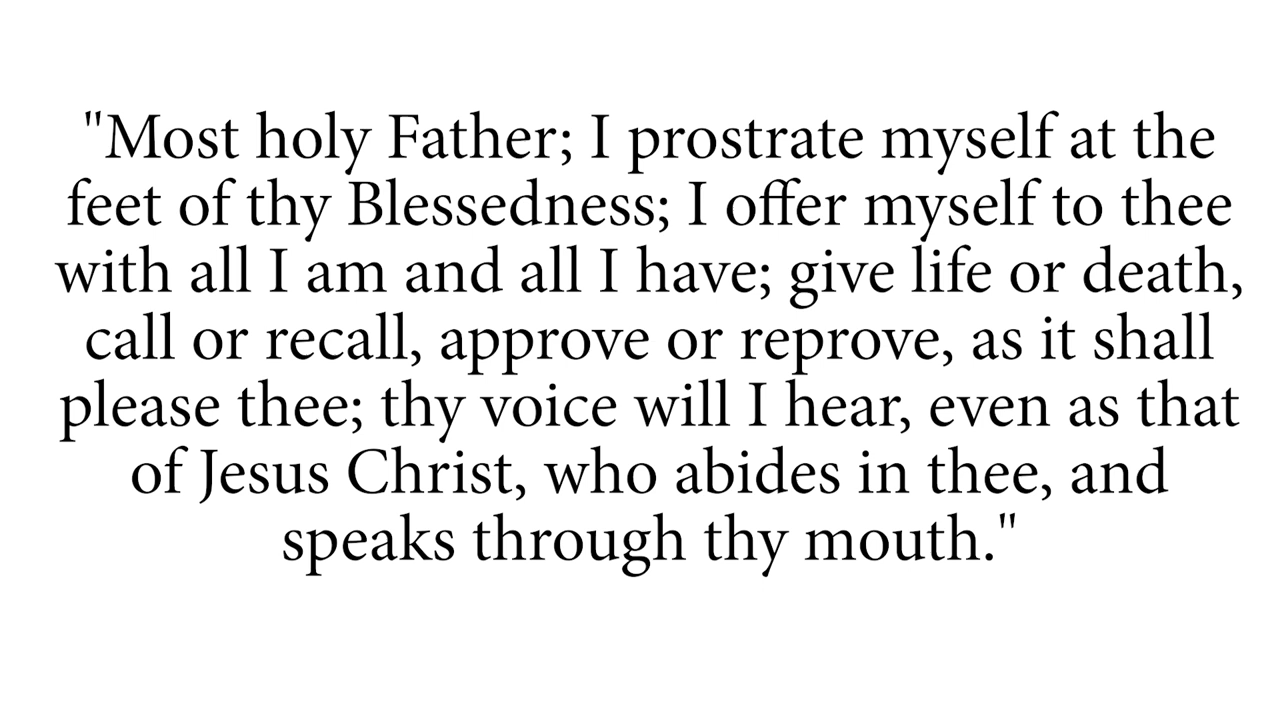 "Most holy Father; I prostrate myself at the
feet of thy Blessedness; I offer myself to thee
with all I am and all I have; give life or death,
call or recall, approve or reprove, as it shall
please thee; thy voice will I hear, even as that
of Jesus Christ, who abides in thee, and
speaks through thy mouth."